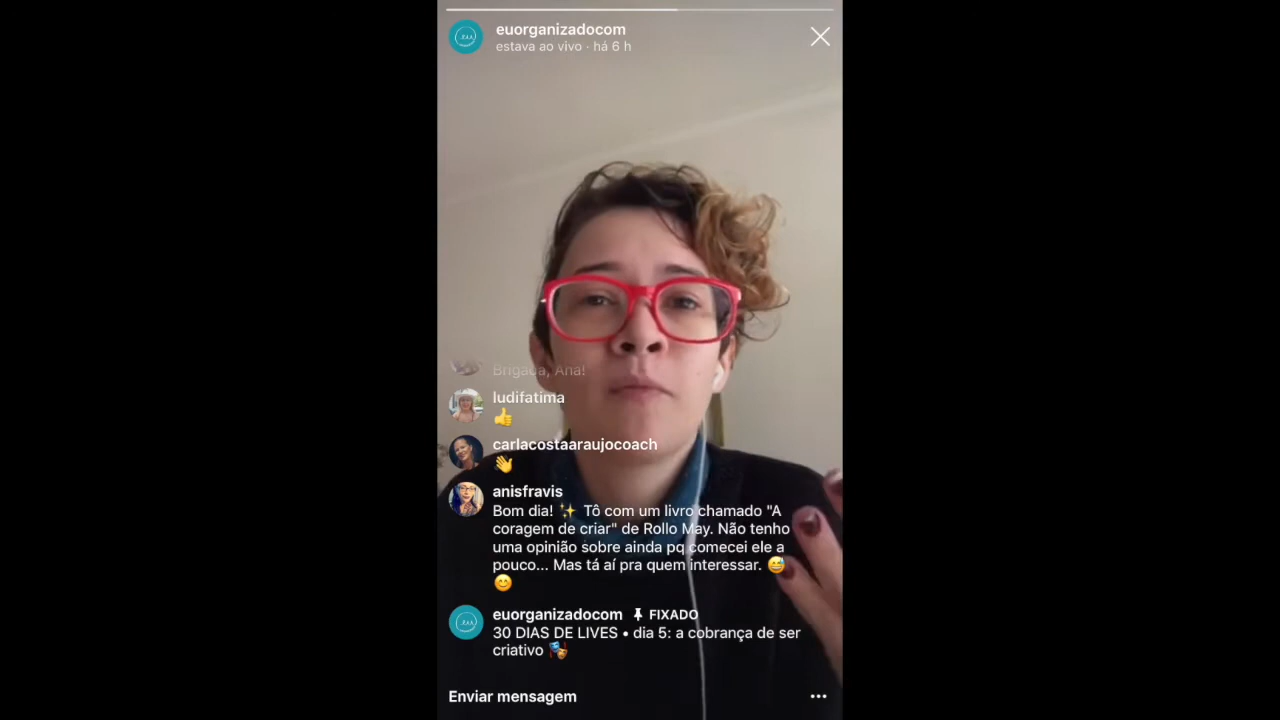 euorganizadocom
estava ao vivo · há 6 h
Brigada, Ana!
ludifatima
👍
carlacostaaraujocoach
👋
anisfravis
Bom dia! ✨ Tô com um livro chamado "A
coragem de criar" de Rollo May. Não tenho
uma opinião sobre ainda pq comecei ele a
pouco... Mas tá aí pra quem interessar. 😅
😊
euorganizadocom 📌 FIXADO
30 DIAS DE LIVES • dia 5: a cobrança de ser
criativo 🎭
Enviar mensagem